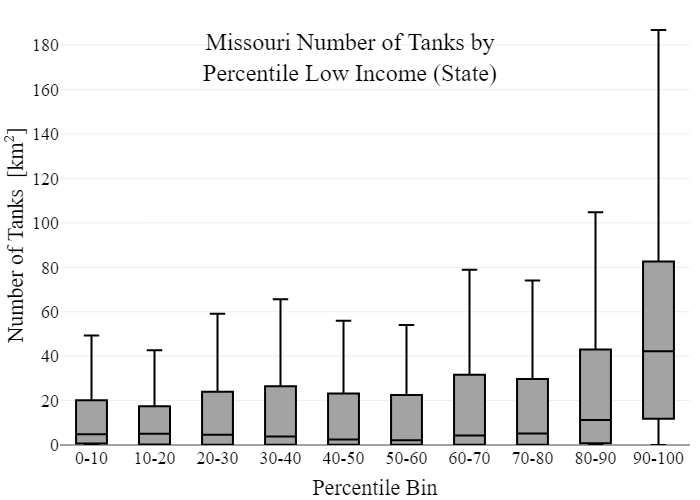 Missouri Number of Tanks by
Percentile Low Income (State)
Number of Tanks [km²]
180
160
140
120
100
80
60
40
20
0
0-10 10-20 20-30 30-40 40-50 50-60 60-70 70-80 80-90 90-100
Percentile Bin